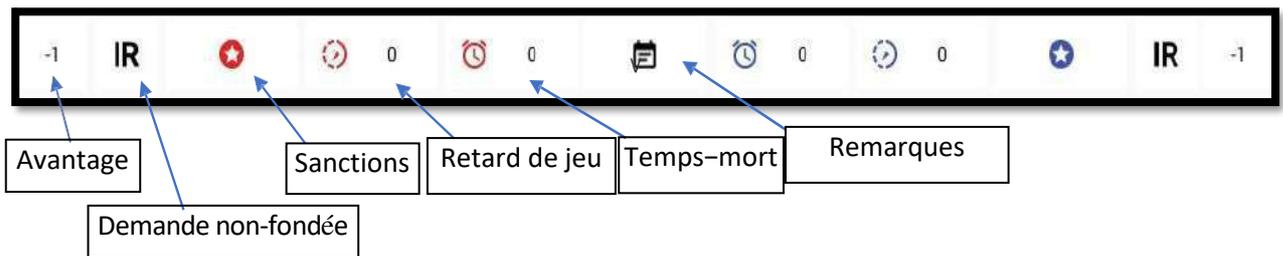 -1 IR 0 0 0 0 IR -1
Avantage
Sanctions
Retard de jeu
Temps-mort
Remarques
Demande non-fondée